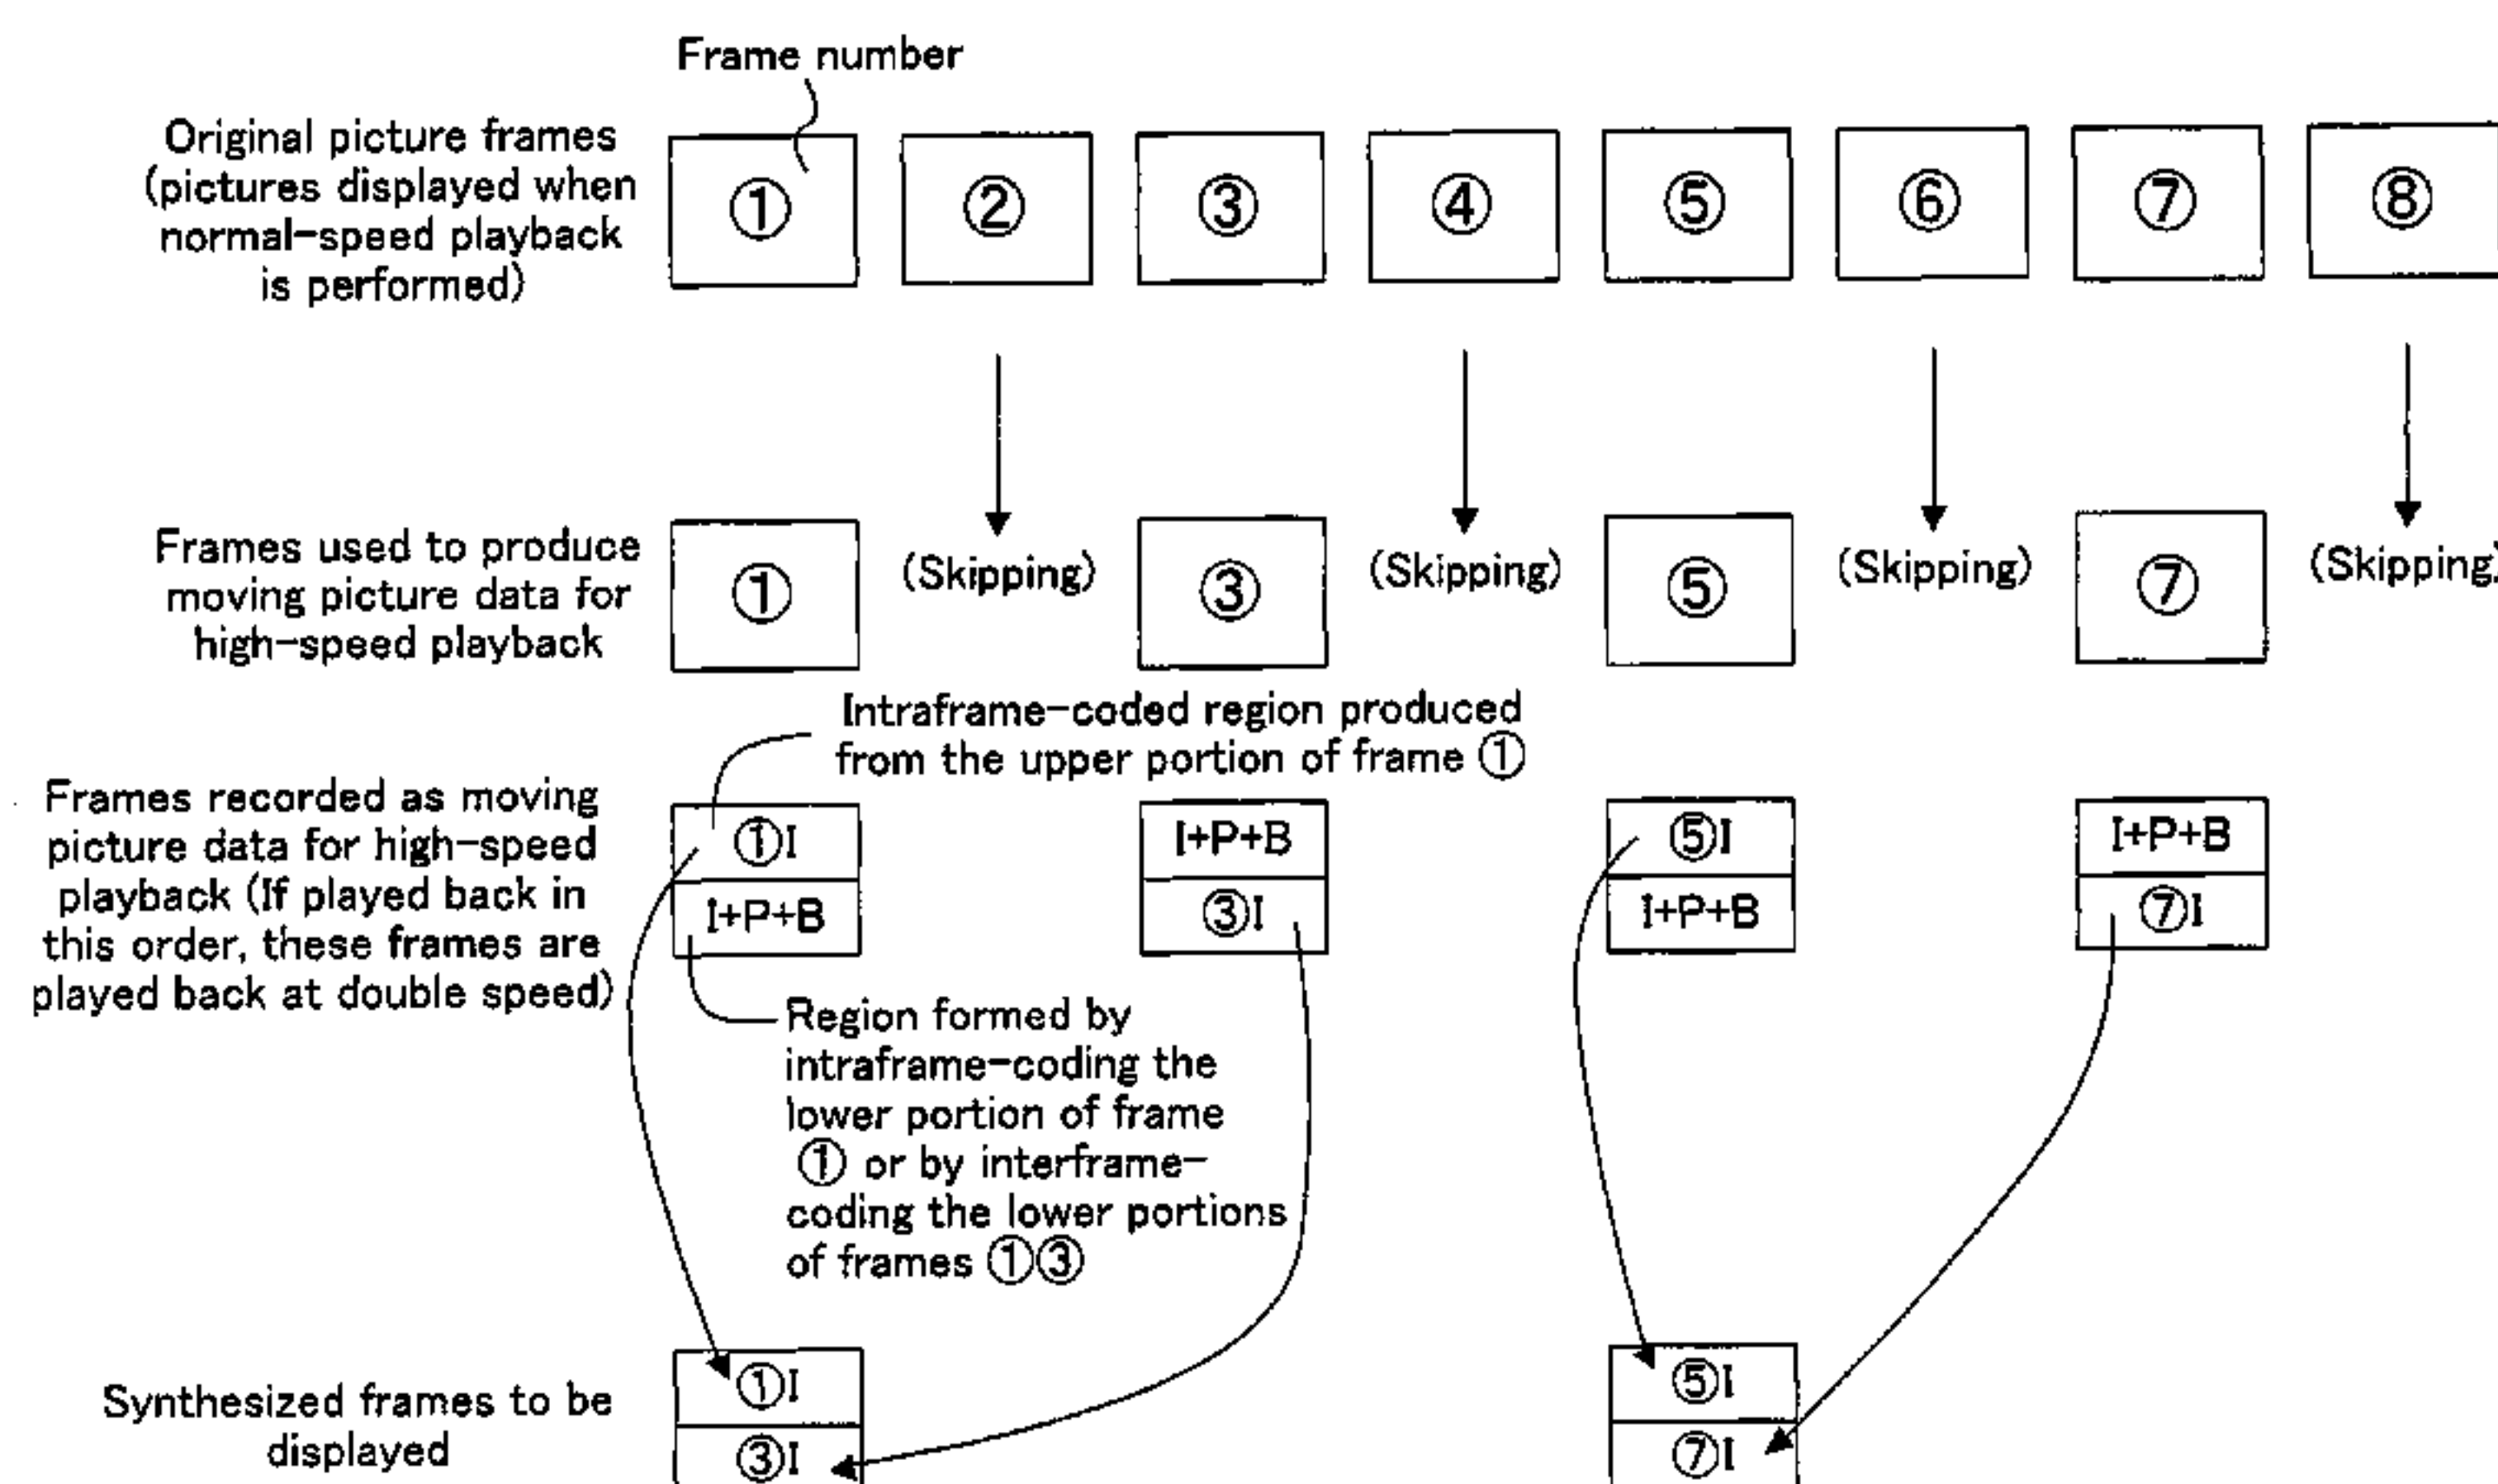 Frame number
Original picture frames
(pictures displayed when
normal-speed playback
is performed)
① ② ③ ④ ⑤ ⑥ ⑦ ⑧
Frames used to produce
moving picture data for
high-speed playback
① (Skipping) ③ (Skipping) ⑤ (Skipping) ⑦ (Skipping)
Intraframe-coded region produced
from the upper portion of frame ①
Frames recorded as moving
picture data for high-speed
playback (If played back in
this order, these frames are
played back at double speed)
①I I+P+B ⑤I I+P+B
I+P+B ③I I+P+B ⑦I
Region formed by
intraframe-coding the
lower portion of frame
① or by interframe-
coding the lower portions
of frames ①③
Synthesized frames to be
displayed
①I ⑤I
③I ⑦I